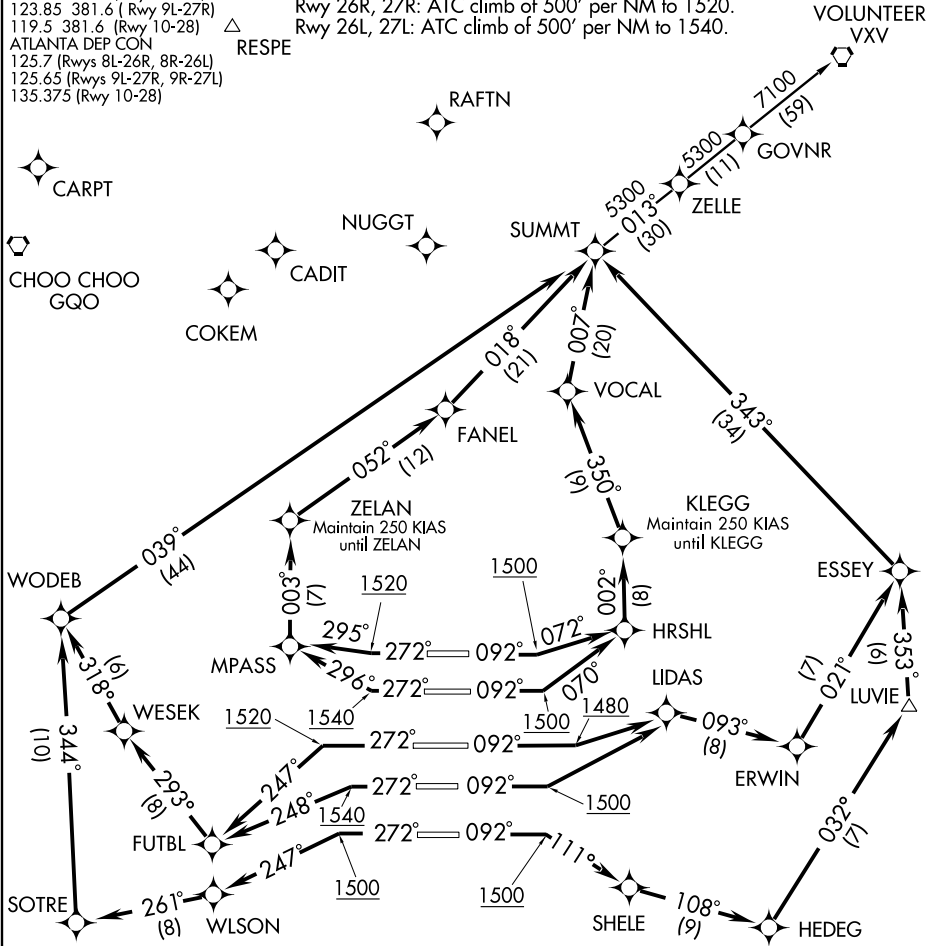 123.85 381.6 ( Rwy 9L-27R)
119.5 381.6 (Rwy 10-28)
ATLANTA DEP CON
125.7 (Rwys 8L-26R, 8R-26L)
125.65 (Rwys 9L-27R, 9R-27L)
135.375 (Rwy 10-28)
RESPE
Rwy 26R, 27R: ATC climb of 500' per NM to 1520.
Rwy 26L, 27L: ATC climb of 500' per NM to 1540.
VOLUNTEER
VXV
7100
(59)
RAFTN
GOVNR
5300
(11)
CARPT
ZELLE
5300
013°
(30)
NUGGT
SUMMT
CHOO CHOO
GQO
CADIT
COKEM
018°
(21)
007°
(20)
VOCAL
343°
(34)
FANEL
052°
(12)
350°
(9)
ZELAN
Maintain 250 KIAS
until ZELAN
KLEGG
Maintain 250 KIAS
until KLEGG
039°
(44)
WODEB
ESSEY
003°
(7)
1520
1500
002°
(8)
295°
272°
092°
072°
HRSHL
MPASS
296°
272°
092°
070°
1540
1500
LIDAS
353°
(6)
021°
(7)
LUVIE
318°
(6)
WESEK
1520
1480
272°
092°
093°
(8)
ERWIN
344°
(10)
293°
(8)
247°
272°
092°
248°
1540
1500
FUTBL
032°
(7)
272°
092°
247°
111°
1500
1500
SOTRE
261°
(8)
WLSON
SHELE
108°
(9)
HEDEG